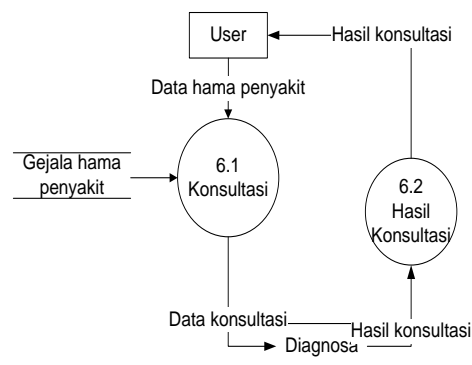 User
Hasil konsultasi
Data hama penyakit
Gejala hama
penyakit
6.1
Konsultasi
6.2
Hasil
Konsultasi
Data konsultasi
Hasil konsultasi
Diagnosa